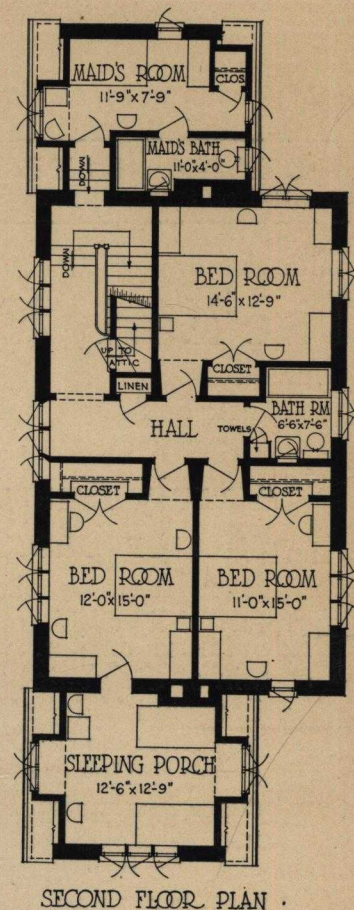 MAID'S ROOM
11'-9"x7'-9"
CLOS.
MAID'S BATH
11'-0"x4'-0"
DOWN
DOWN
BED ROOM
14'-6"x12'-9"
UP TO
ATTIC
CLOSET
LINEN
BATH RM
6'-6"x7'-6"
HALL
TOWELS
CLOSET
CLOSET
BED ROOM
12'-0"x15'-0"
BED ROOM
11'-0"x15'-0"
SLEEPING PORCH
12'-6"x12'-9"
SECOND FLOOR PLAN .